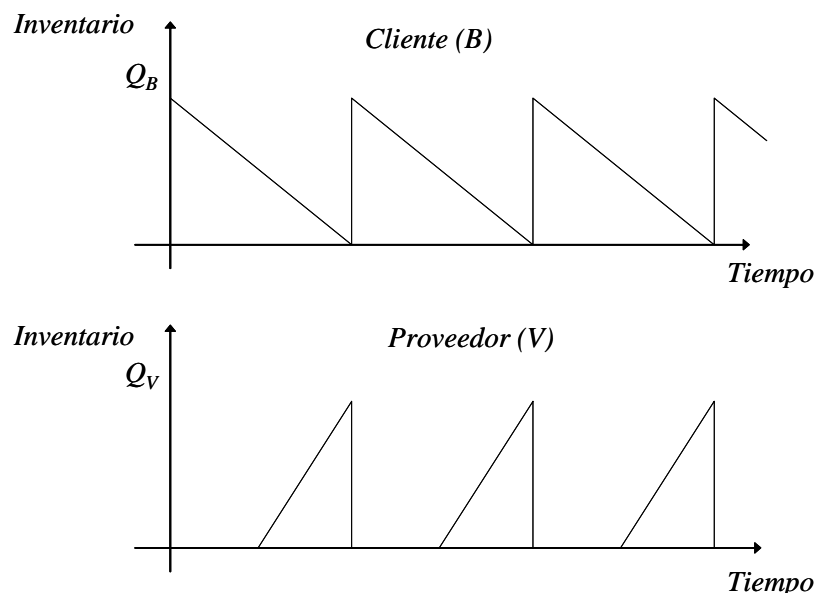 Inventario
Cliente (B)
Q_B
Tiempo
Inventario
Proveedor (V)
Q_V
Tiempo